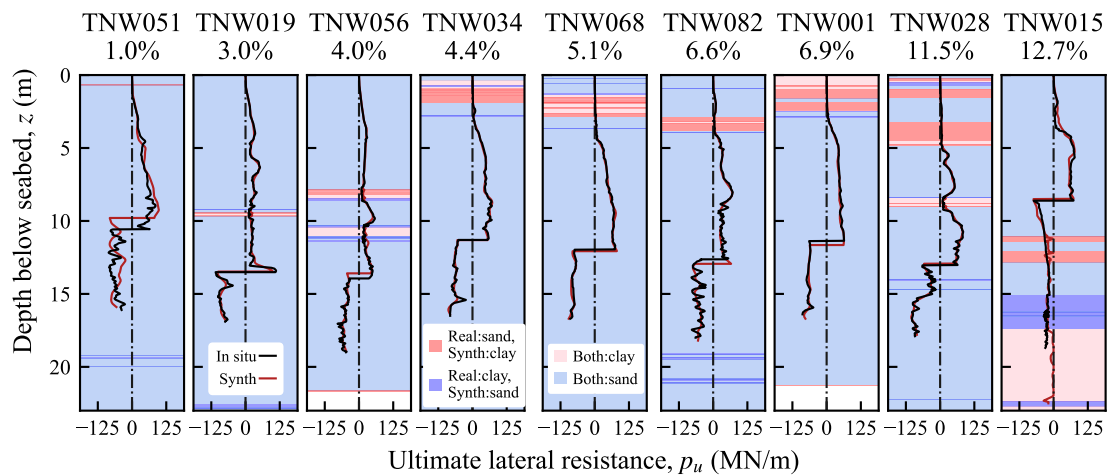 TNW051 TNW019 TNW056 TNW034 TNW068 TNW082 TNW001 TNW028 TNW015
1.0% 3.0% 4.0% 4.4% 5.1% 6.6% 6.9% 11.5% 12.7%
0
5
10
15
20
Depth below seabed, z (m)
In situ
Synth
Real:sand,
Synth:clay
Real:clay,
Synth:sand
Both:clay
Both:sand
−125 0 125 −125 0 125 −125 0 125 −125 0 125 −125 0 125 −125 0 125 −125 0 125 −125 0 125 −125 0 125
Ultimate lateral resistance, pᵤ (MN/m)